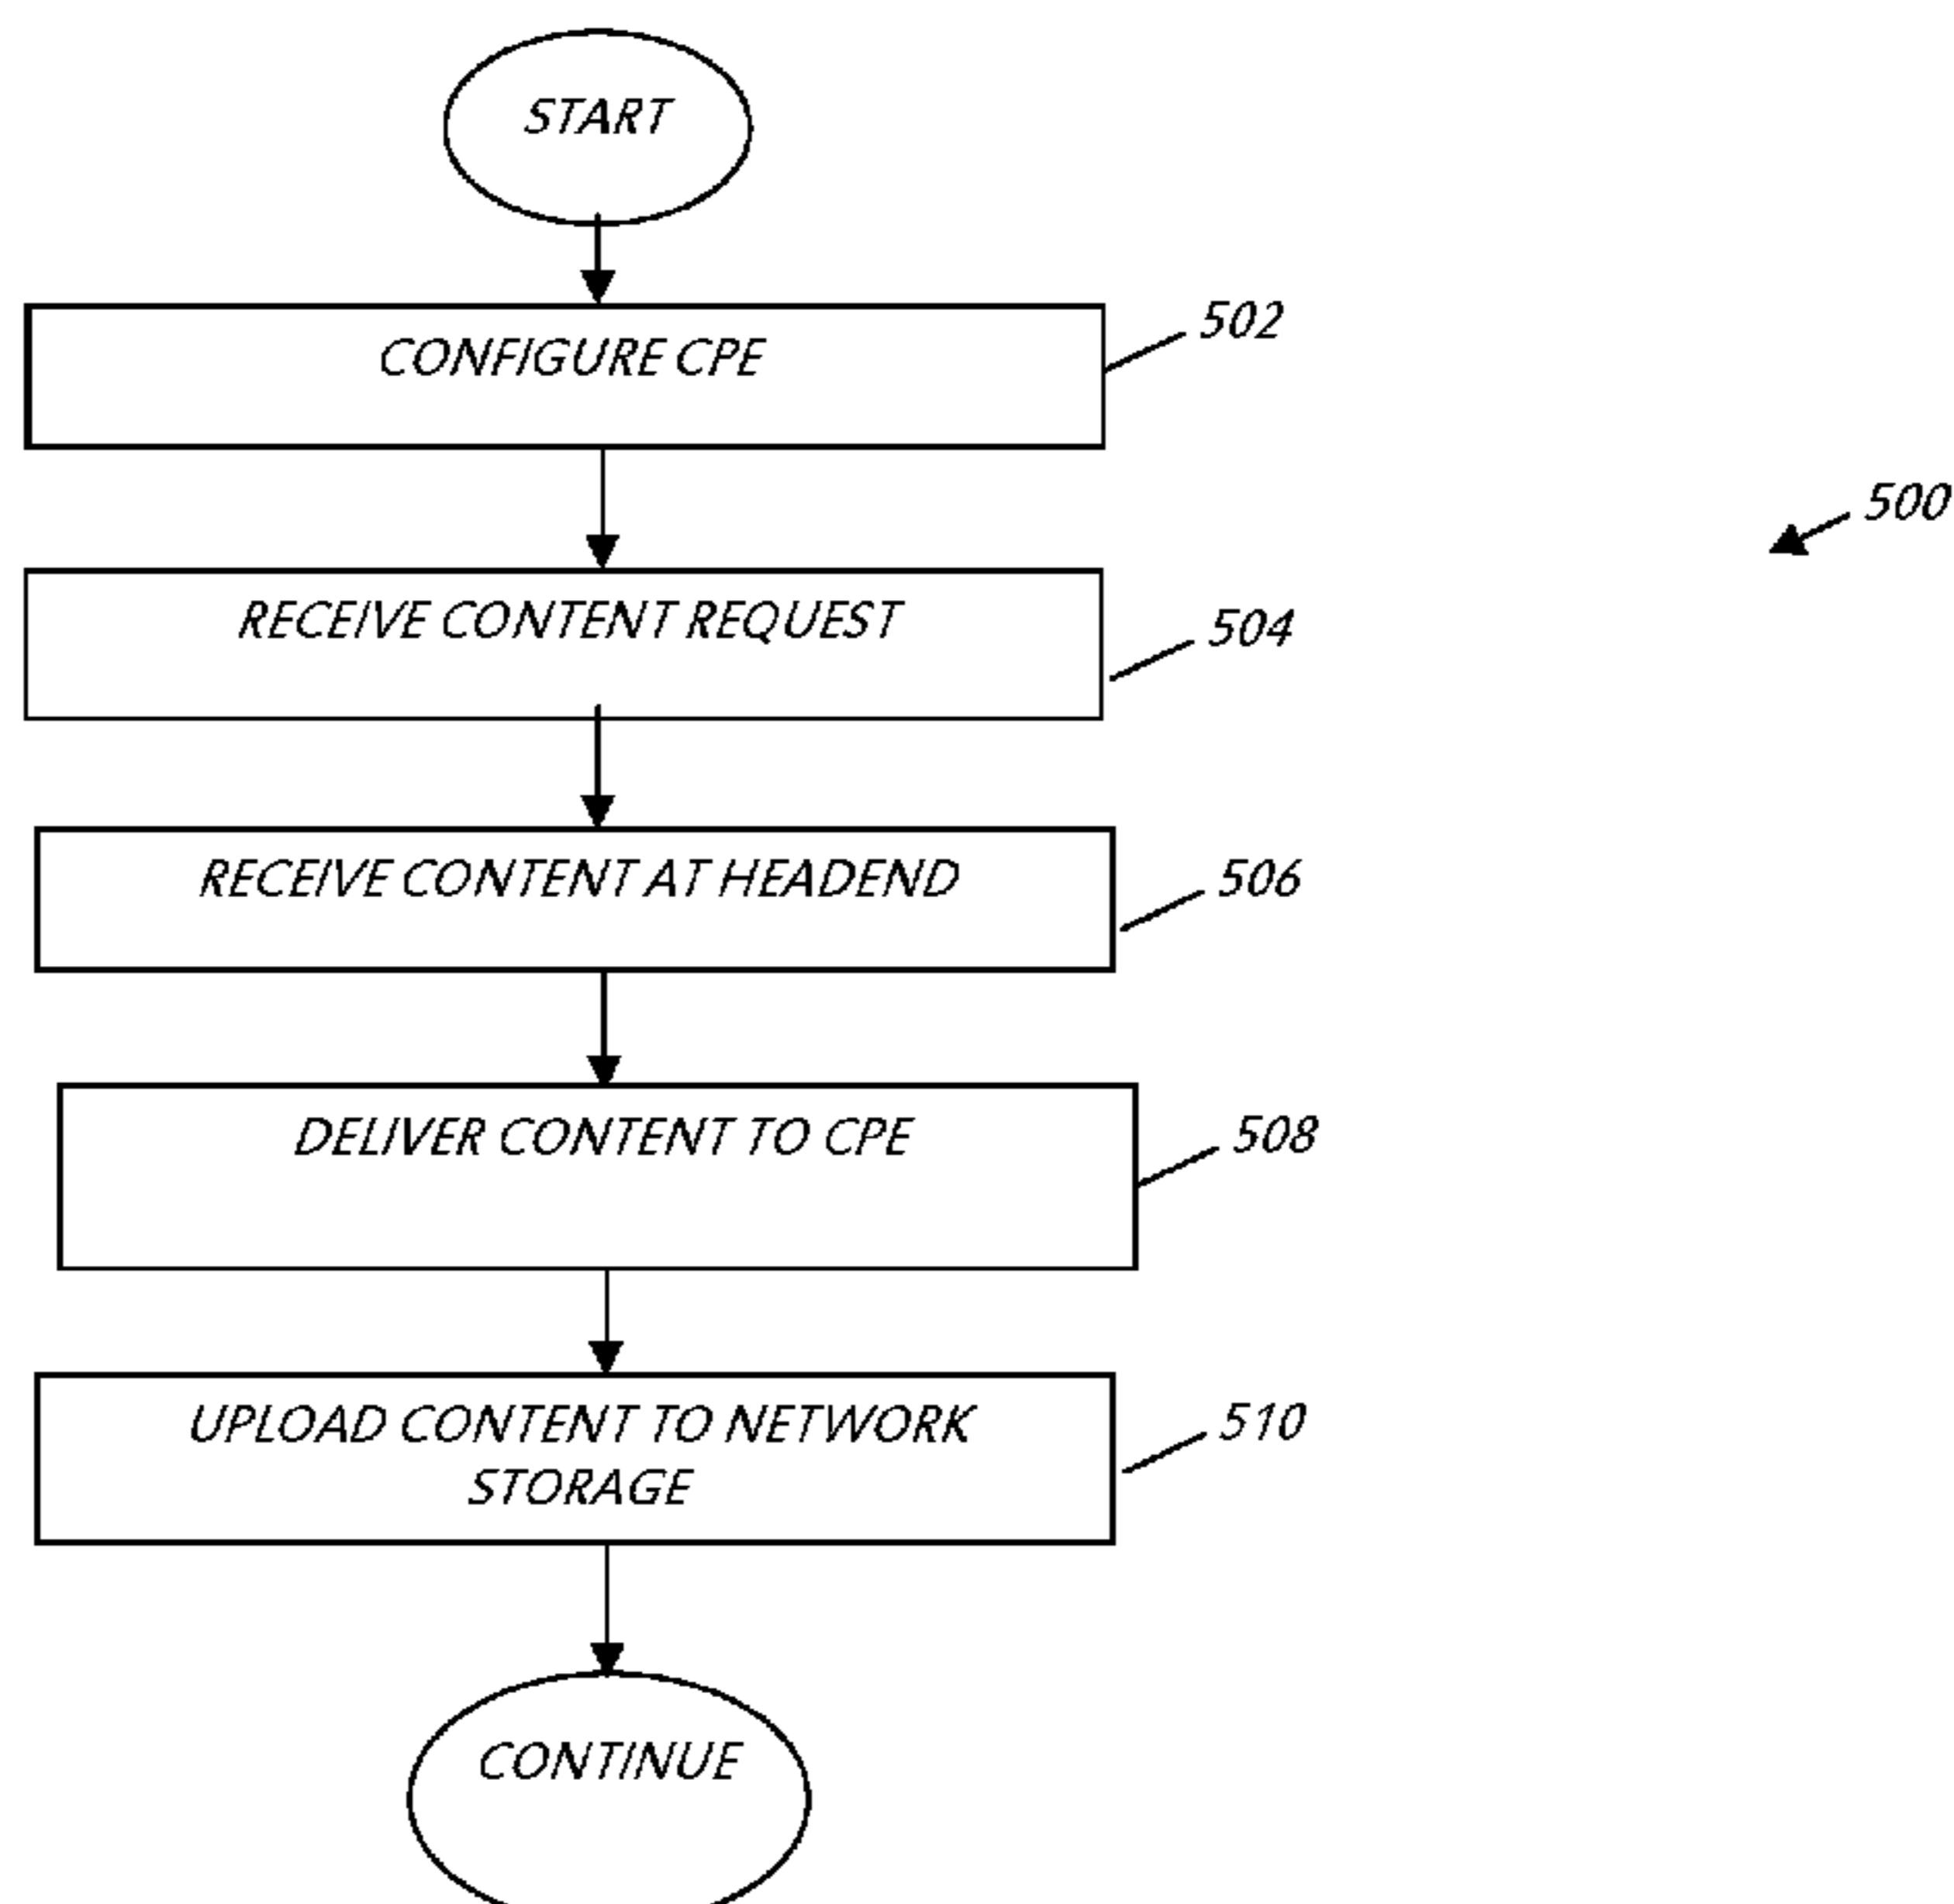 START
CONFIGURE CPE
502
500
RECEIVE CONTENT REQUEST
504
RECEIVE CONTENT AT HEADEND
506
DELIVER CONTENT TO CPE
508
UPLOAD CONTENT TO NETWORK
STORAGE
510
CONTINUE